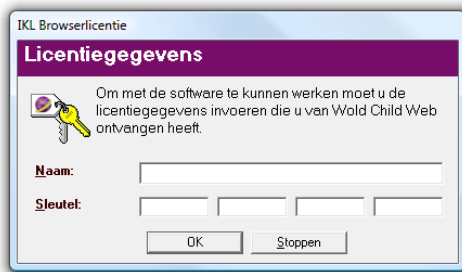 IKL Browserlicentie
Licentiegegevens
Om met de software te kunnen werken moet u de
licentiegegevens invoeren die u van Wold Child Web
ontvangen heeft.
Naam:
Sleutel:
OK Stoppen